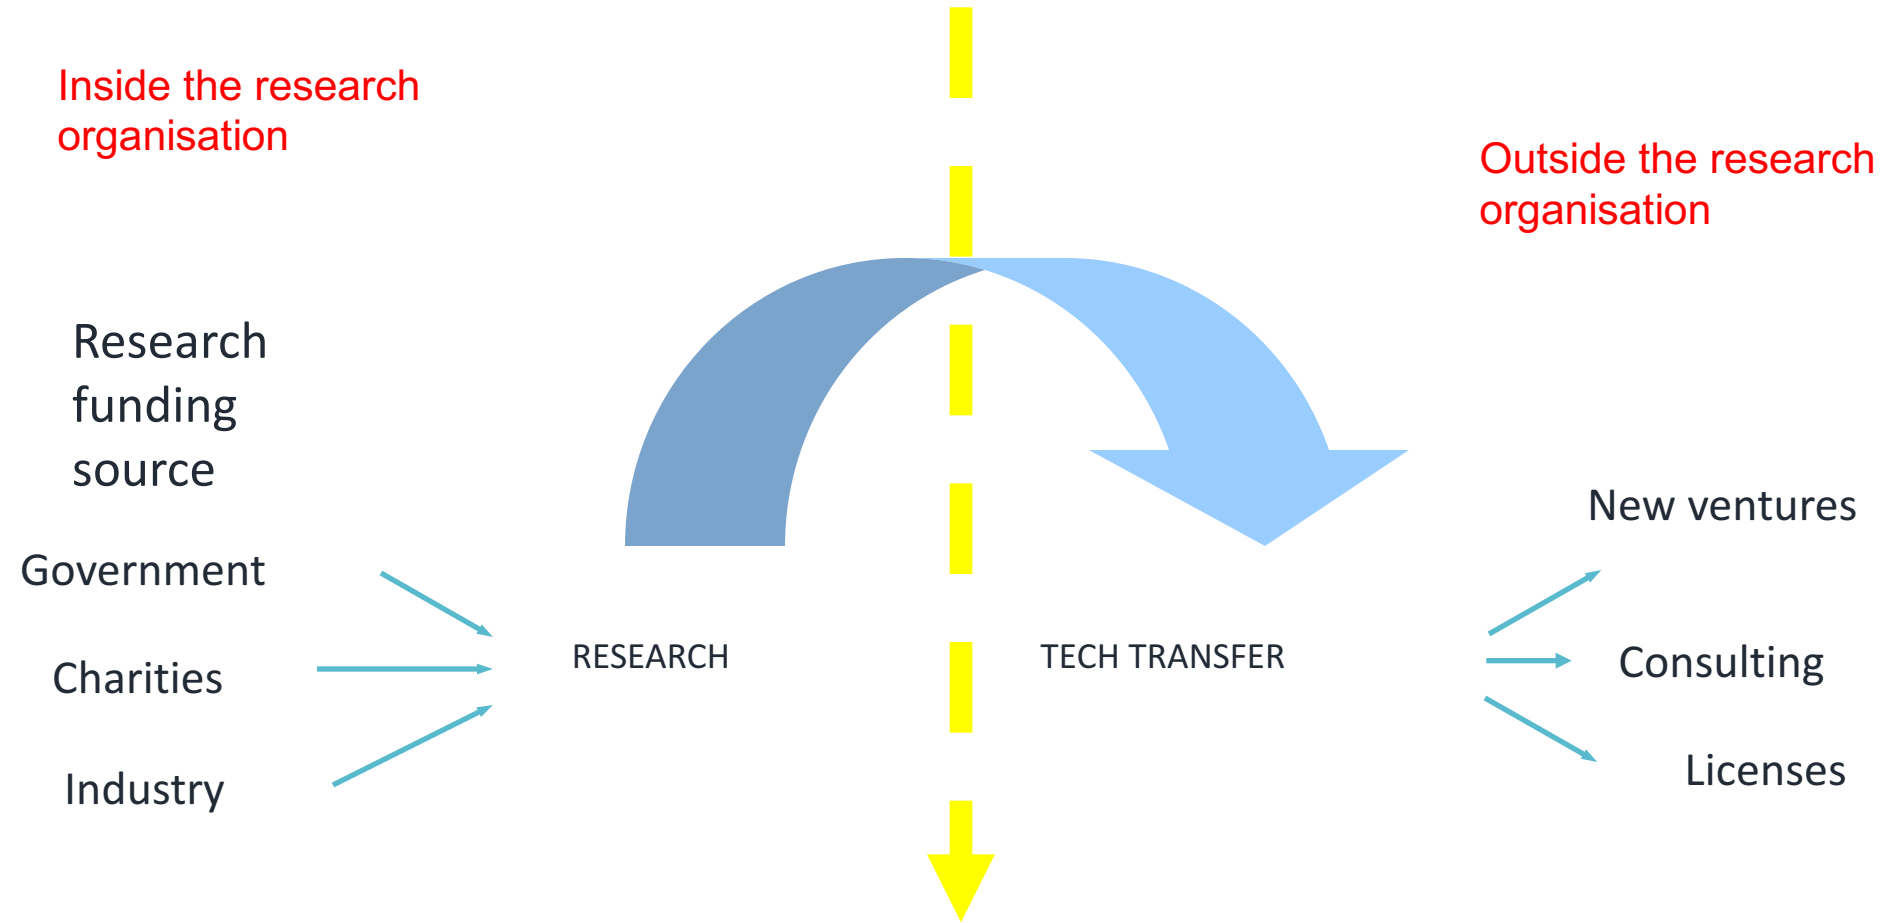 Inside the research
organisation
Outside the research
organisation
Research
funding
source
Government
Charities
Industry
RESEARCH
TECH TRANSFER
New ventures
Consulting
Licenses